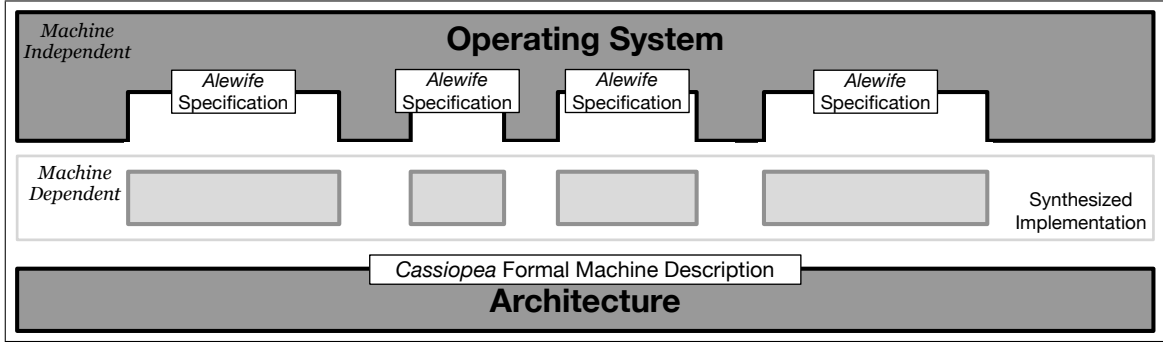 Machine
Independent
Operating System
Alewife
Specification
Alewife
Specification
Alewife
Specification
Alewife
Specification
Machine
Dependent
Synthesized
Implementation
Cassiopea Formal Machine Description
Architecture